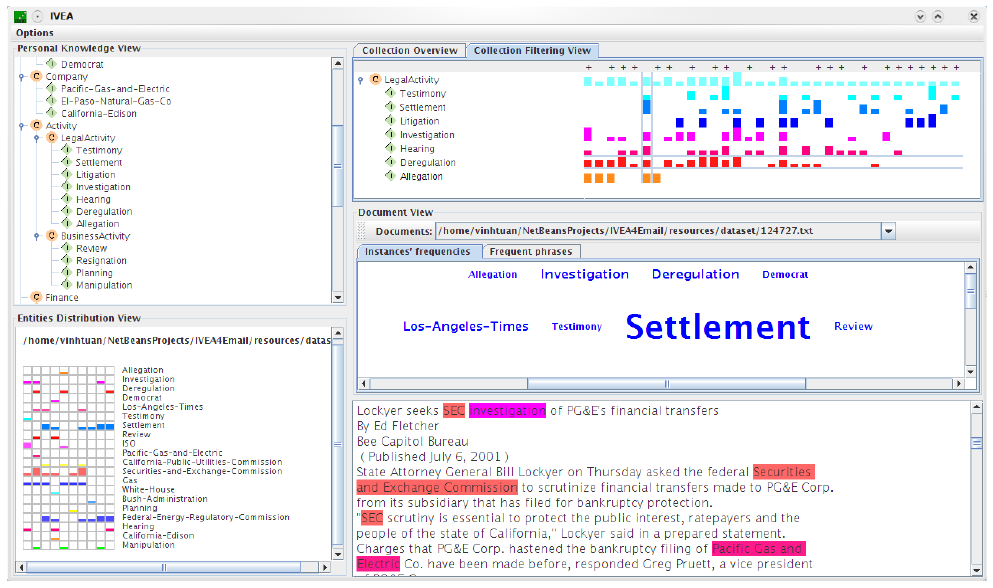 IVEA
Options
Personal Knowledge View
Democrat
Company
Pacific-Gas-and-Electric
El-Paso-Natural-Gas-Co
California-Edison
Activity
LegalActivity
Testimony
Settlement
Litigation
Investigation
Hearing
Deregulation
Allegation
BusinessActivity
Review
Resignation
Planning
Manipulation
Finance
Entities Distribution View
/home/vinhtuan/NetBeansProjects/IVEA4Email/resources/datas
Allegation
Investigation
Deregulation
Democrat
Los-Angeles-Times
Testimony
Settlement
Review
ISO
Pacific-Gas-and-Electric
California-Public-Utilities-Commission
Securities-and-Exchange-Commission
Gas
White-House
Bush-Administration
Planning
Federal-Energy-Regulatory-Commission
Hearing
California-Edison
Manipulation
Collection Overview Collection Filtering View
LegalActivity
Testimony
Settlement
Litigation
Investigation
Hearing
Deregulation
Allegation
Document View
Documents: /home/vinhtuan/NetBeansProjects/IVEA4Email/resources/dataset/124727.txt
Instances' frequencies Frequent phrases
Allegation Investigation Deregulation Democrat
Los-Angeles-Times Testimony Settlement Review
Lockyer seeks SEC Investigation of PG&E's financial transfers
By Ed Fletcher
Bee Capitol Bureau
(Published July 6, 2001)
State Attorney General Bill Lockyer on Thursday asked the federal Securities
and Exchange Commission to scrutinize financial transfers made to PG&E Corp.
from its subsidiary that has filed for bankruptcy protection.
"SEC scrutiny is essential to protect the public interest, ratepayers and the
people of the state of California," Lockyer said in a prepared statement.
Charges that PG&E Corp. hastened the bankruptcy filing of Pacific Gas and
Electric Co. have been made before, responded Greg Pruett, a vice president